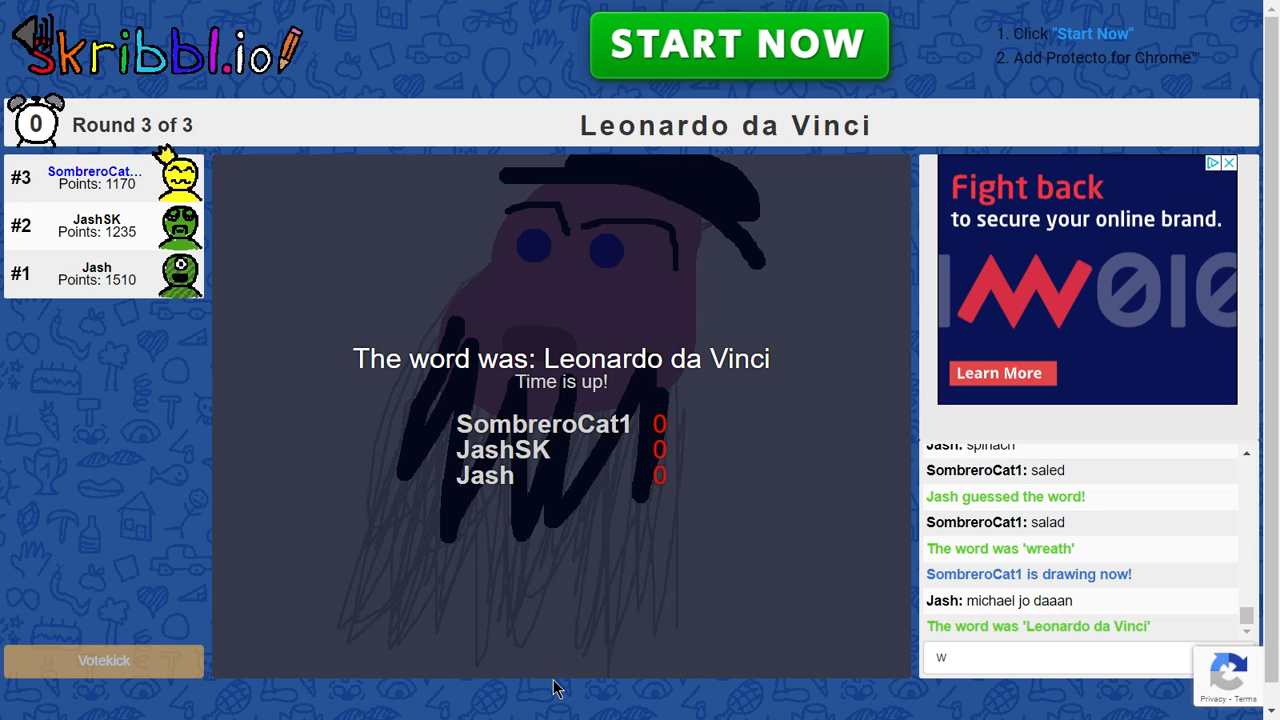 skribbl.io!
START NOW
1. Click "Start Now"
2. Add Protecto for Chrome™
0
Round 3 of 3
Leonardo da Vinci
#3
SombreroCat...
Points: 1170
#2
JashSK
Points: 1235
#1
Jash
Points: 1510
The word was: Leonardo da Vinci
Time is up!
SombreroCat1 0
JashSK 0
Jash 0
Votekick
Fight back
to secure your online brand.
Learn More
Jash: spinach
SombreroCat1: saled
Jash guessed the word!
SombreroCat1: salad
The word was 'wreath'
SombreroCat1 is drawing now!
Jash: michael jo daaan
The word was 'Leonardo da Vinci'
w
Privacy - Terms